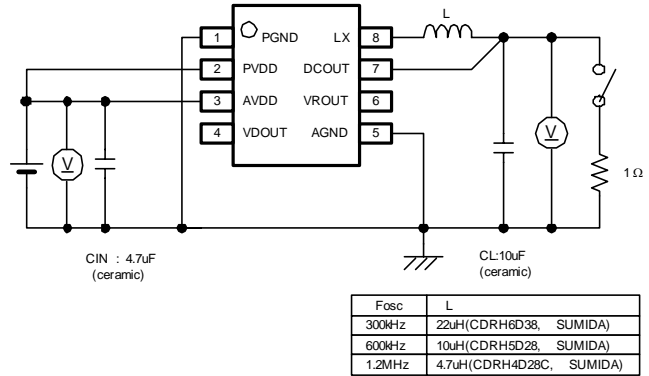 L
1 PGND LX 8
2 PVDD DCOUT 7
3 AVDD VROUT 6
4 VDOUT AGND 5
V
V
1Ω
CIN : 4.7uF
(ceramic)
CL:10uF
(ceramic)
Fosc L
300kHz 22uH(CDRH6D38, SUMIDA)
600kHz 10uH(CDRH5D28, SUMIDA)
1.2MHz 4.7uH(CDRH4D28C, SUMIDA)